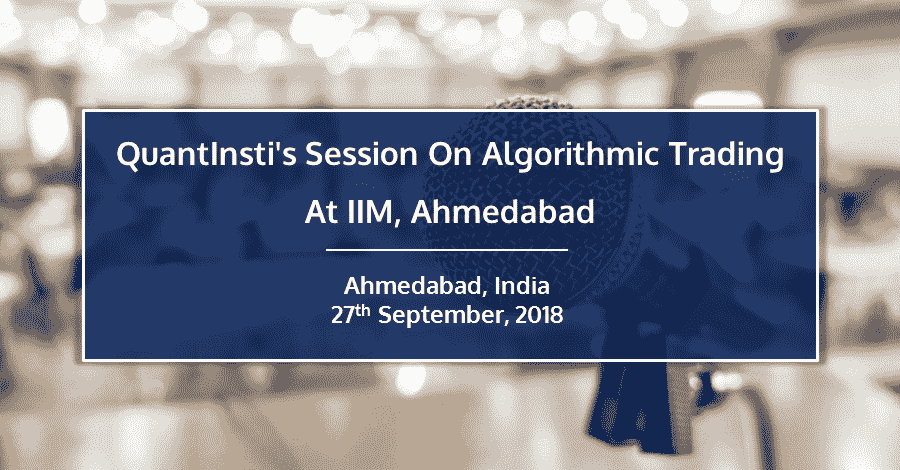 QuantInsti's Session On Algorithmic Trading
At IIM, Ahmedabad
Ahmedabad, India
27th September, 2018